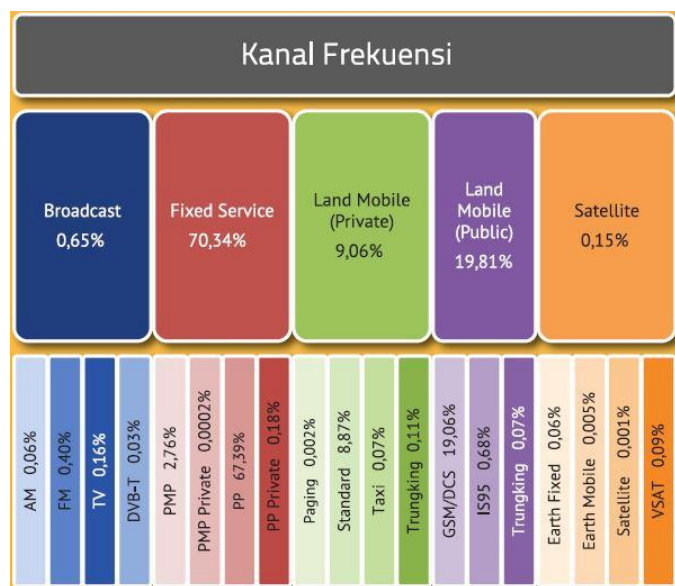 Kanal Frekuensi
Broadcast
0,65%
Fixed Service
70,34%
Land Mobile
(Private)
9,06%
Land
Mobile
(Public)
19,81%
Satellite
0,15%
AM 0,06%
FM 0,40%
TV 0,16%
DVB-T 0,03%
PMP 2,76%
PMP Private 0,0002%
PP 67,39%
PP Private 0,18%
Paging 0,002%
Standard 8,87%
Taxi 0,07%
Trungking 0,11%
GSM/DCS 19,06%
IS95 0,68%
Trungking 0,07%
Earth Fixed 0,06%
Earth Mobile 0,005%
Satellite 0,001%
VSAT 0,09%